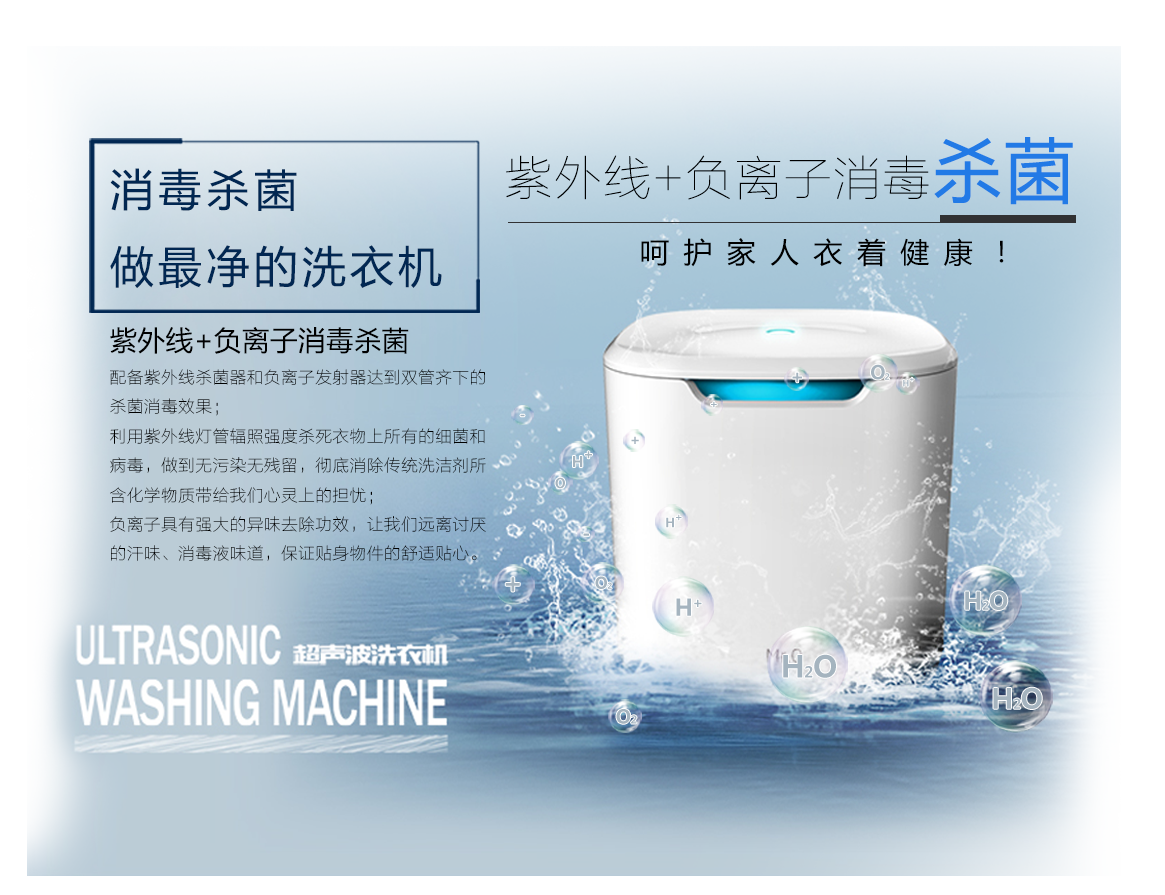 消毒杀菌
做最净的洗衣机
紫外线+负离子消毒杀菌
配备紫外线杀菌器和负离子发射器达到双管齐下的
杀菌消毒效果；
利用紫外线灯管辐照强度杀死衣物上所有的细菌和
病毒，做到无污染无残留，彻底消除传统洗洁剂所
含化学物质带给我们心灵上的担忧；
负离子具有强大的异味去除功效，让我们远离讨厌
的汗味、消毒液味道，保证贴身物件的舒适贴心。
ULTRASONIC 超声波洗衣机
WASHING MACHINE
紫外线+负离子消毒杀菌
呵护家人衣着健康！
+
O₂
H⁺
+
-
+
H⁺
O
H⁺
+
O₂
H⁺
H₂O
H₂O
H₂O
O₂